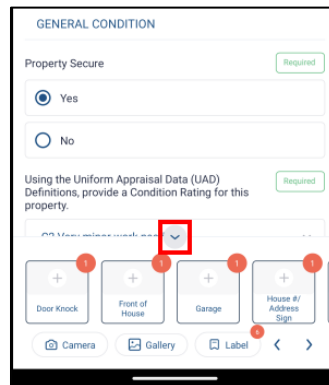 GENERAL CONDITION
Property Secure
Required
Yes
No
Using the Uniform Appraisal Data (UAD)
Required
Definitions, provide a Condition Rating for this
property.
1
1
1
1
Door Knock
Front of
House
Garage
House #/
Address
Sign
Camera
Gallery
Label
6